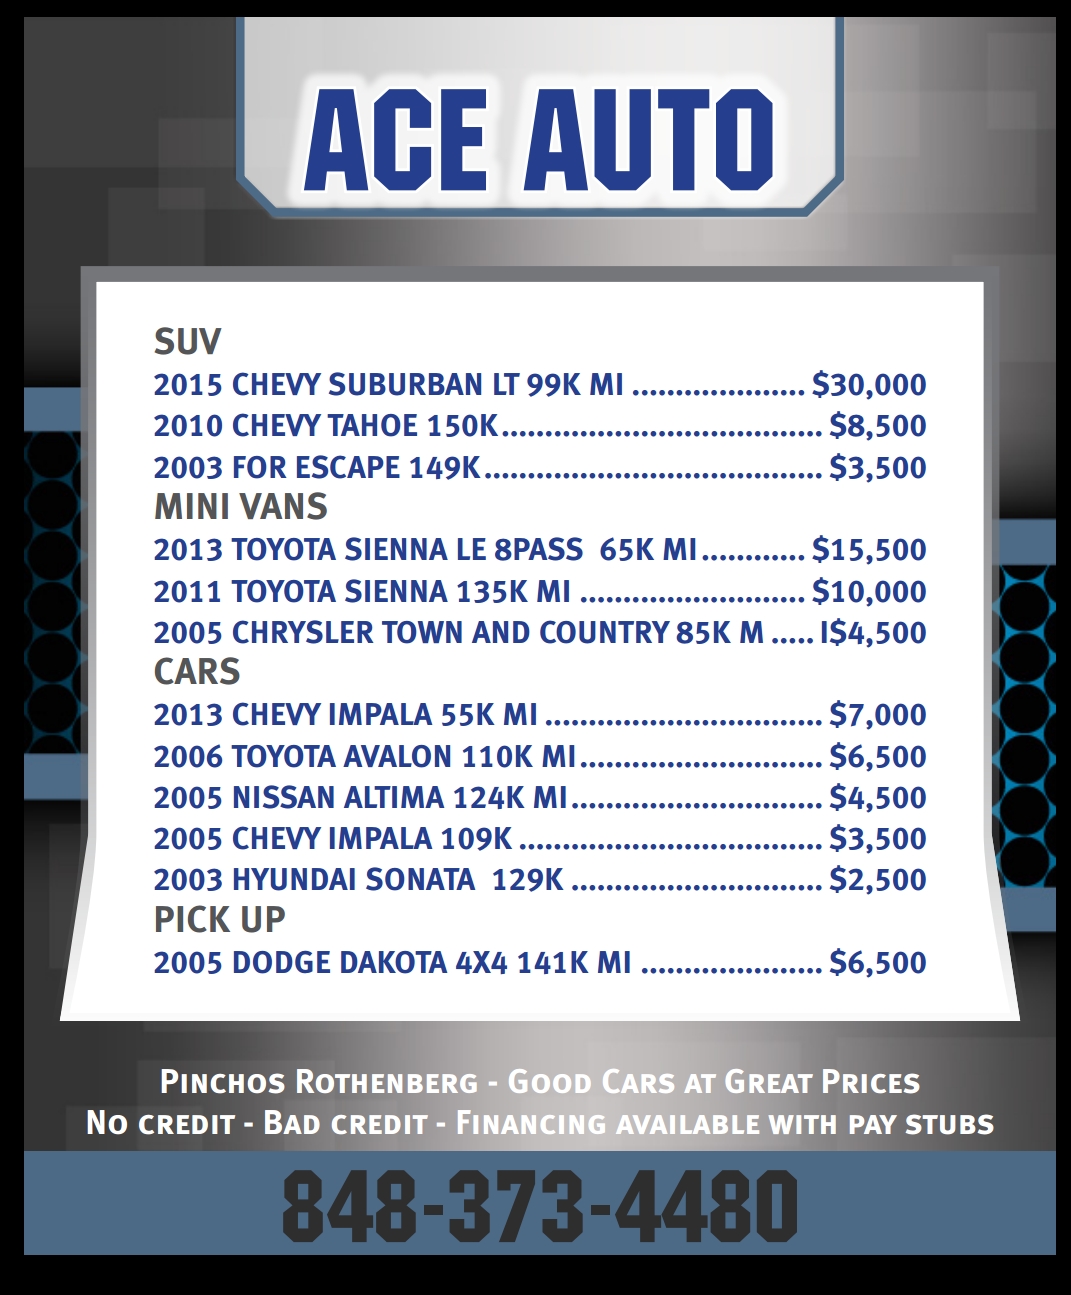 ACE AUTO
SUV
2015 CHEVY SUBURBAN LT 99K MI ................... $30,000
2010 CHEVY TAHOE 150K.................................... $8,500
2003 FOR ESCAPE 149K...................................... $3,500
MINI VANS
2013 TOYOTA SIENNA LE 8PASS  65K MI............ $15,500
2011 TOYOTA SIENNA 135K MI ......................... $10,000
2005 CHRYSLER TOWN AND COUNTRY 85K M ..... I$4,500
CARS
2013 CHEVY IMPALA 55K MI ............................... $7,000
2006 TOYOTA AVALON 110K MI........................... $6,500
2005 NISSAN ALTIMA 124K MI............................ $4,500
2005 CHEVY IMPALA 109K .................................. $3,500
2003 HYUNDAI SONATA  129K ............................ $2,500
PICK UP
2005 DODGE DAKOTA 4X4 141K MI .................... $6,500
PINCHOS ROTHENBERG - GOOD CARS AT GREAT PRICES
NO CREDIT - BAD CREDIT - FINANCING AVAILABLE WITH PAY STUBS
848-373-4480